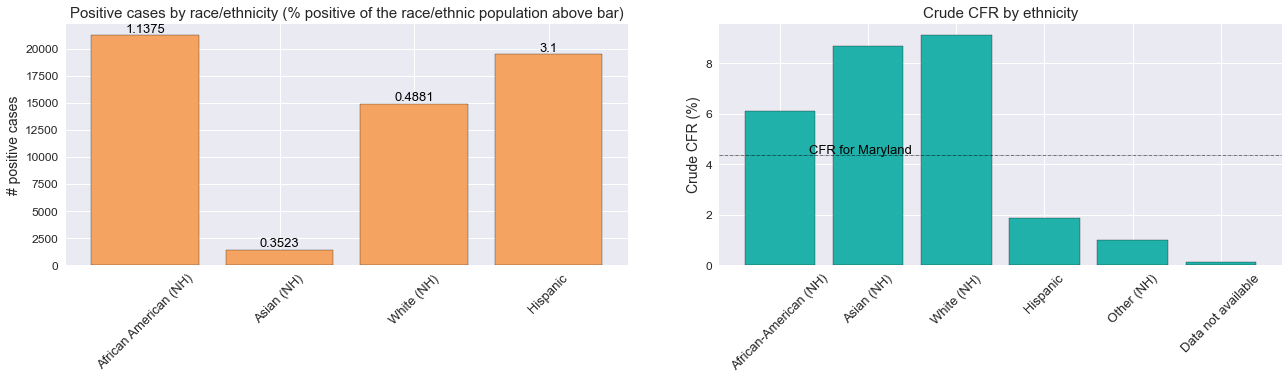 Positive cases by race/ethnicity (% positive of the race/ethnic population above bar)
# positive cases
20000
17500
15000
12500
10000
7500
5000
2500
0
1.1375
0.3523
0.4881
3.1
African American (NH)
Asian (NH)
White (NH)
Hispanic
Crude CFR by ethnicity
Crude CFR (%)
8
6
4
2
0
CFR for Maryland
African-American (NH)
Asian (NH)
White (NH)
Hispanic
Other (NH)
Data not available